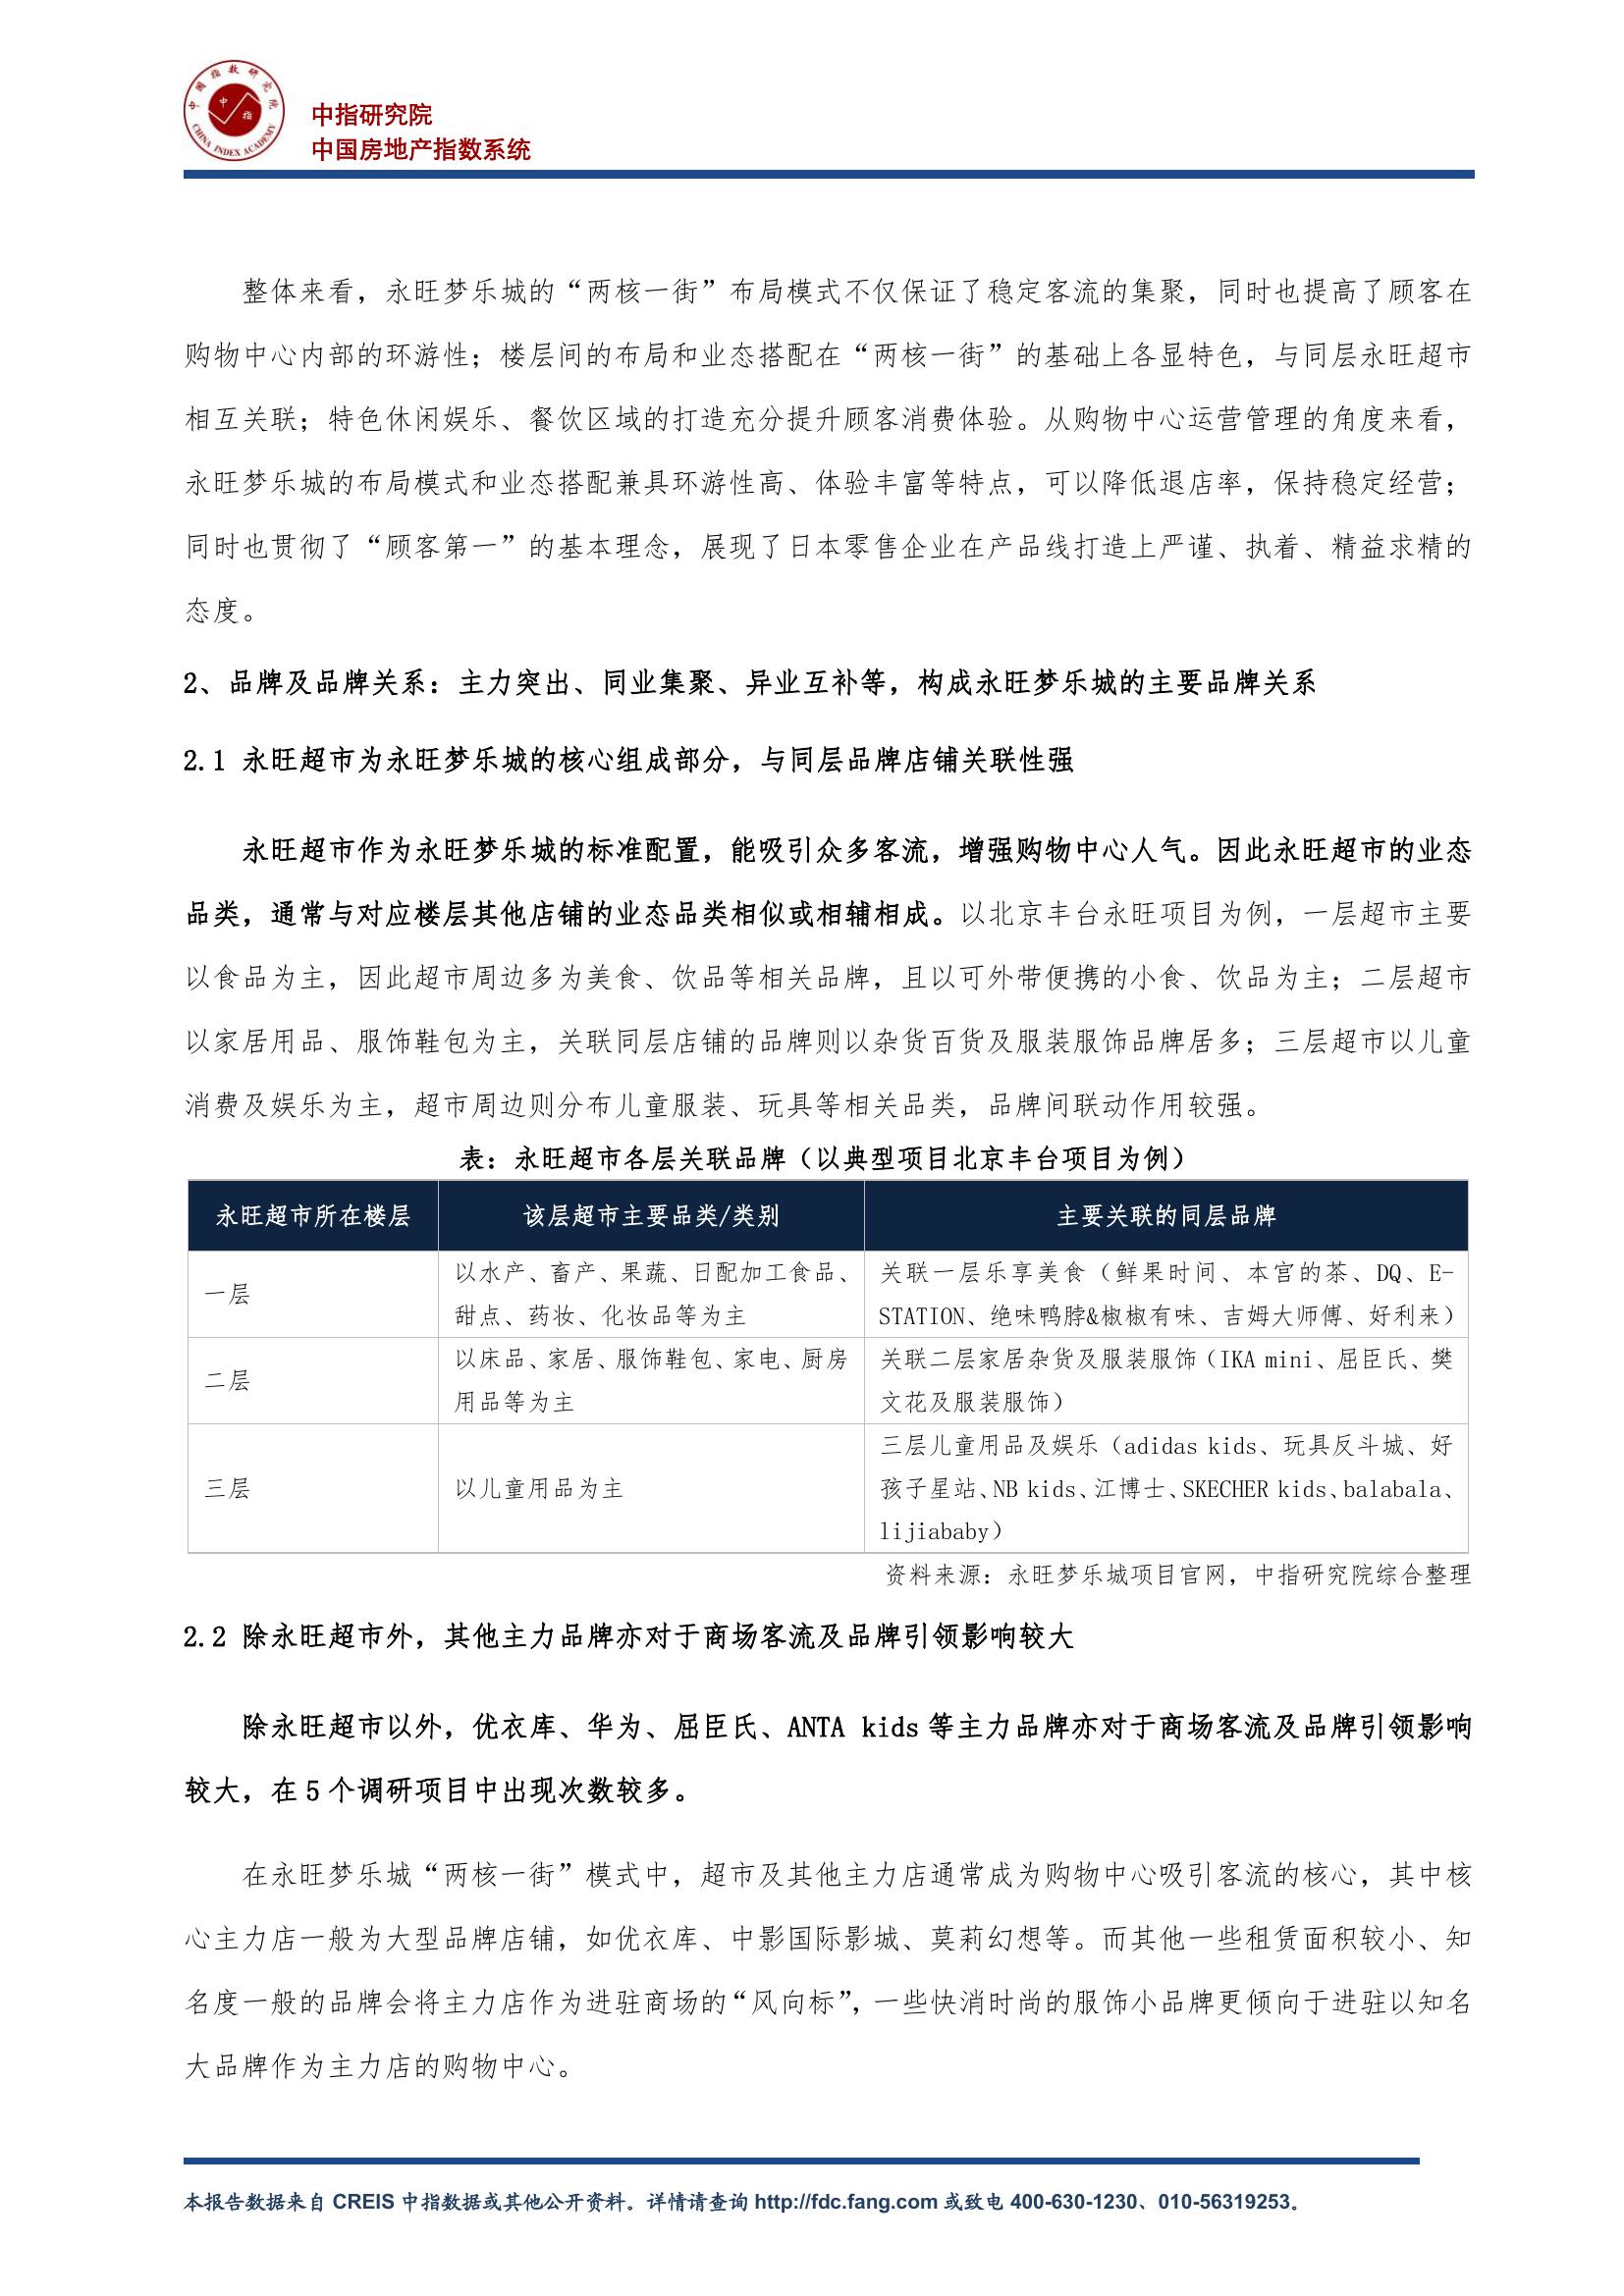 中国指数研究院
中
指
CHINA INDEX ACADEMY
中指研究院
中国房地产指数系统
整体来看，永旺梦乐城的“两核一街”布局模式不仅保证了稳定客流的集聚，同时也提高了顾客在
购物中心内部的环游性；楼层间的布局和业态搭配在“两核一街”的基础上各显特色，与同层永旺超市
相互关联；特色休闲娱乐、餐饮区域的打造充分提升顾客消费体验。从购物中心运营管理的角度来看，
永旺梦乐城的布局模式和业态搭配兼具环游性高、体验丰富等特点，可以降低退店率，保持稳定经营；
同时也贯彻了“顾客第一”的基本理念，展现了日本零售企业在产品线打造上严谨、执着、精益求精的
态度。
2、品牌及品牌关系：主力突出、同业集聚、异业互补等，构成永旺梦乐城的主要品牌关系
2.1 永旺超市为永旺梦乐城的核心组成部分，与同层品牌店铺关联性强
永旺超市作为永旺梦乐城的标准配置，能吸引众多客流，增强购物中心人气。因此永旺超市的业态
品类，通常与对应楼层其他店铺的业态品类相似或相辅相成。以北京丰台永旺项目为例，一层超市主要
以食品为主，因此超市周边多为美食、饮品等相关品牌，且以可外带便携的小食、饮品为主；二层超市
以家居用品、服饰鞋包为主，关联同层店铺的品牌则以杂货百货及服装服饰品牌居多；三层超市以儿童
消费及娱乐为主，超市周边则分布儿童服装、玩具等相关品类，品牌间联动作用较强。
表：永旺超市各层关联品牌（以典型项目北京丰台项目为例）
永旺超市所在楼层 该层超市主要品类/类别 主要关联的同层品牌
一层
以水产、畜产、果蔬、日配加工食品、
甜点、药妆、化妆品等为主
关联一层乐享美食（鲜果时间、本宫的茶、DQ、E-
STATION、绝味鸭脖&椒椒有味、吉姆大师傅、好利来）
二层
以床品、家居、服饰鞋包、家电、厨房
用品等为主
关联二层家居杂货及服装服饰（IKA mini、屈臣氏、樊
文花及服装服饰）
三层
以儿童用品为主
三层儿童用品及娱乐（adidas kids、玩具反斗城、好
孩子星站、NB kids、江博士、SKECHER kids、balabala、
lijiababy）
资料来源：永旺梦乐城项目官网，中指研究院综合整理
2.2 除永旺超市外，其他主力品牌亦对于商场客流及品牌引领影响较大
除永旺超市以外，优衣库、华为、屈臣氏、ANTA kids 等主力品牌亦对于商场客流及品牌引领影响
较大，在 5 个调研项目中出现次数较多。
在永旺梦乐城“两核一街”模式中，超市及其他主力店通常成为购物中心吸引客流的核心，其中核
心主力店一般为大型品牌店铺，如优衣库、中影国际影城、莫莉幻想等。而其他一些租赁面积较小、知
名度一般的品牌会将主力店作为进驻商场的“风向标”，一些快消时尚的服饰小品牌更倾向于进驻以知名
大品牌作为主力店的购物中心。
本报告数据来自 CREIS 中指数据或其他公开资料。详情请查询 http://fdc.fang.com 或致电 400-630-1230、010-56319253。